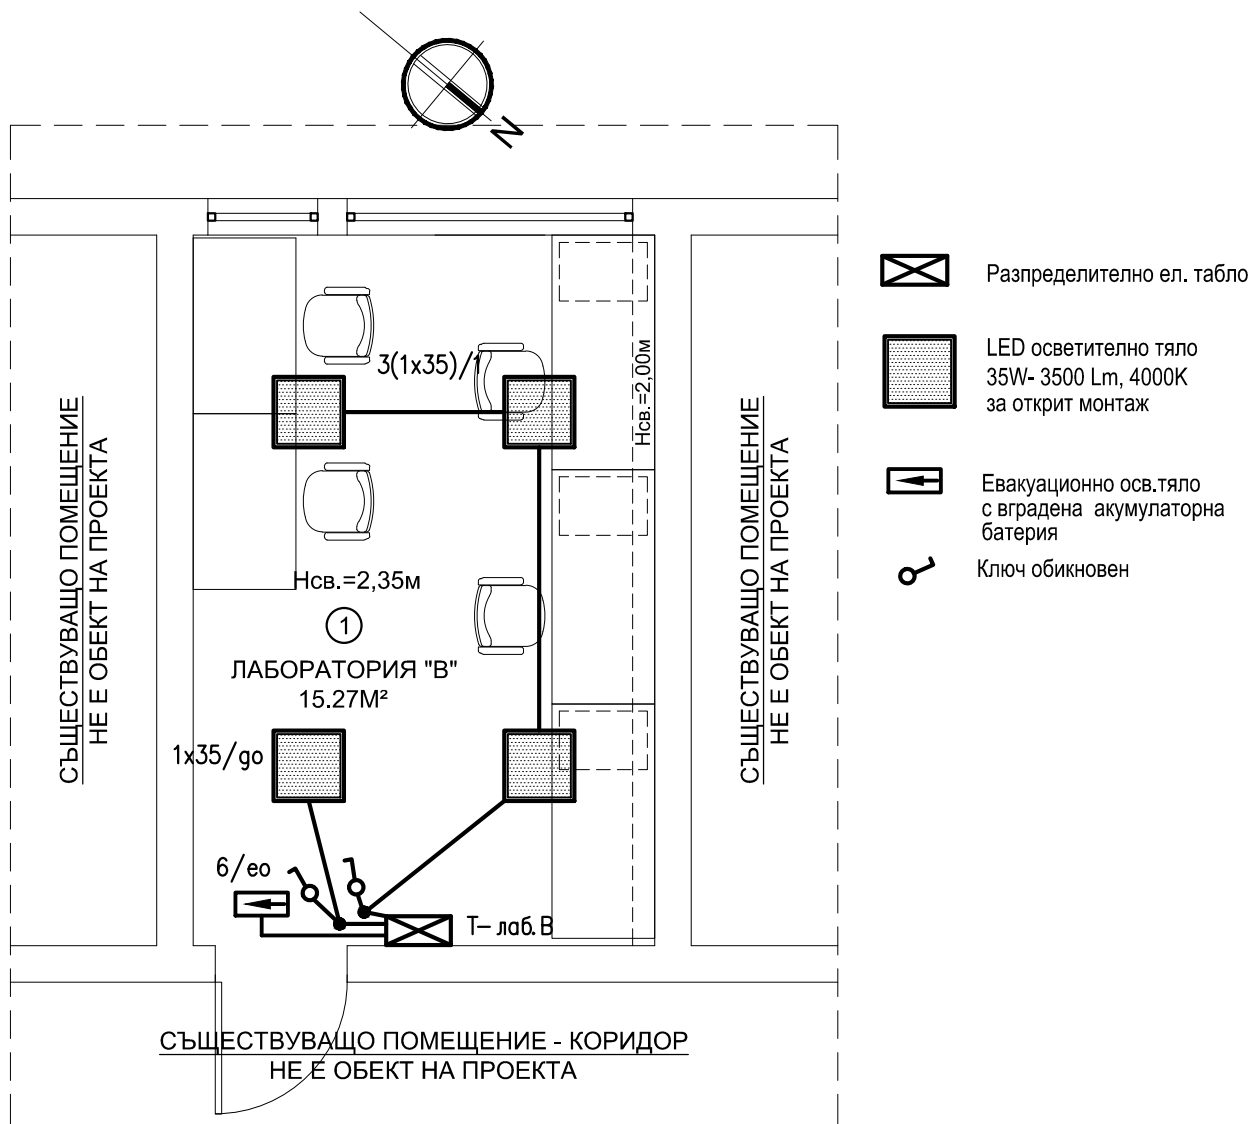 N
Разпределително ел. табло
LED осветително тяло
35W- 3500 Lm, 4000K
за открит монтаж
Евакуационно осв.тяло
с вградена акумулаторна
батерия
Ключ обикновен
3(1x35)/1
Hсв.=2,00м
СЪЩЕСТВУВАЩО ПОМЕЩЕНИЕ
НЕ Е ОБЕКТ НА ПРОЕКТА
Hсв.=2,35м
1
ЛАБОРАТОРИЯ "В"
15.27М²
СЪЩЕСТВУВАЩО ПОМЕЩЕНИЕ
НЕ Е ОБЕКТ НА ПРОЕКТА
1x35/go
6/eo
Т- лаб. В
СЪЩЕСТВУВАЩО ПОМЕЩЕНИЕ - КОРИДОР
НЕ Е ОБЕКТ НА ПРОЕКТА